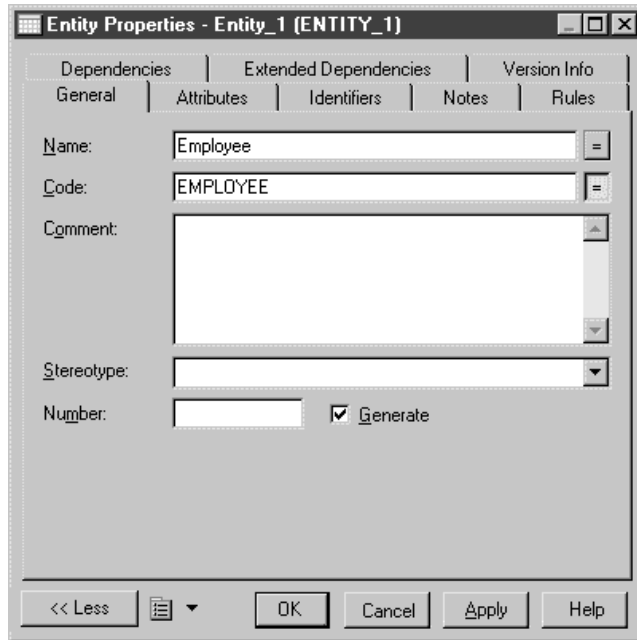 Entity Properties - Entity_1 (ENTITY_1)
Dependencies Extended Dependencies Version Info
General Attributes Identifiers Notes Rules
Name: Employee =
Code: EMPLOYEE =
Comment:
Stereotype:
Number: Generate
<< Less OK Cancel Apply Help